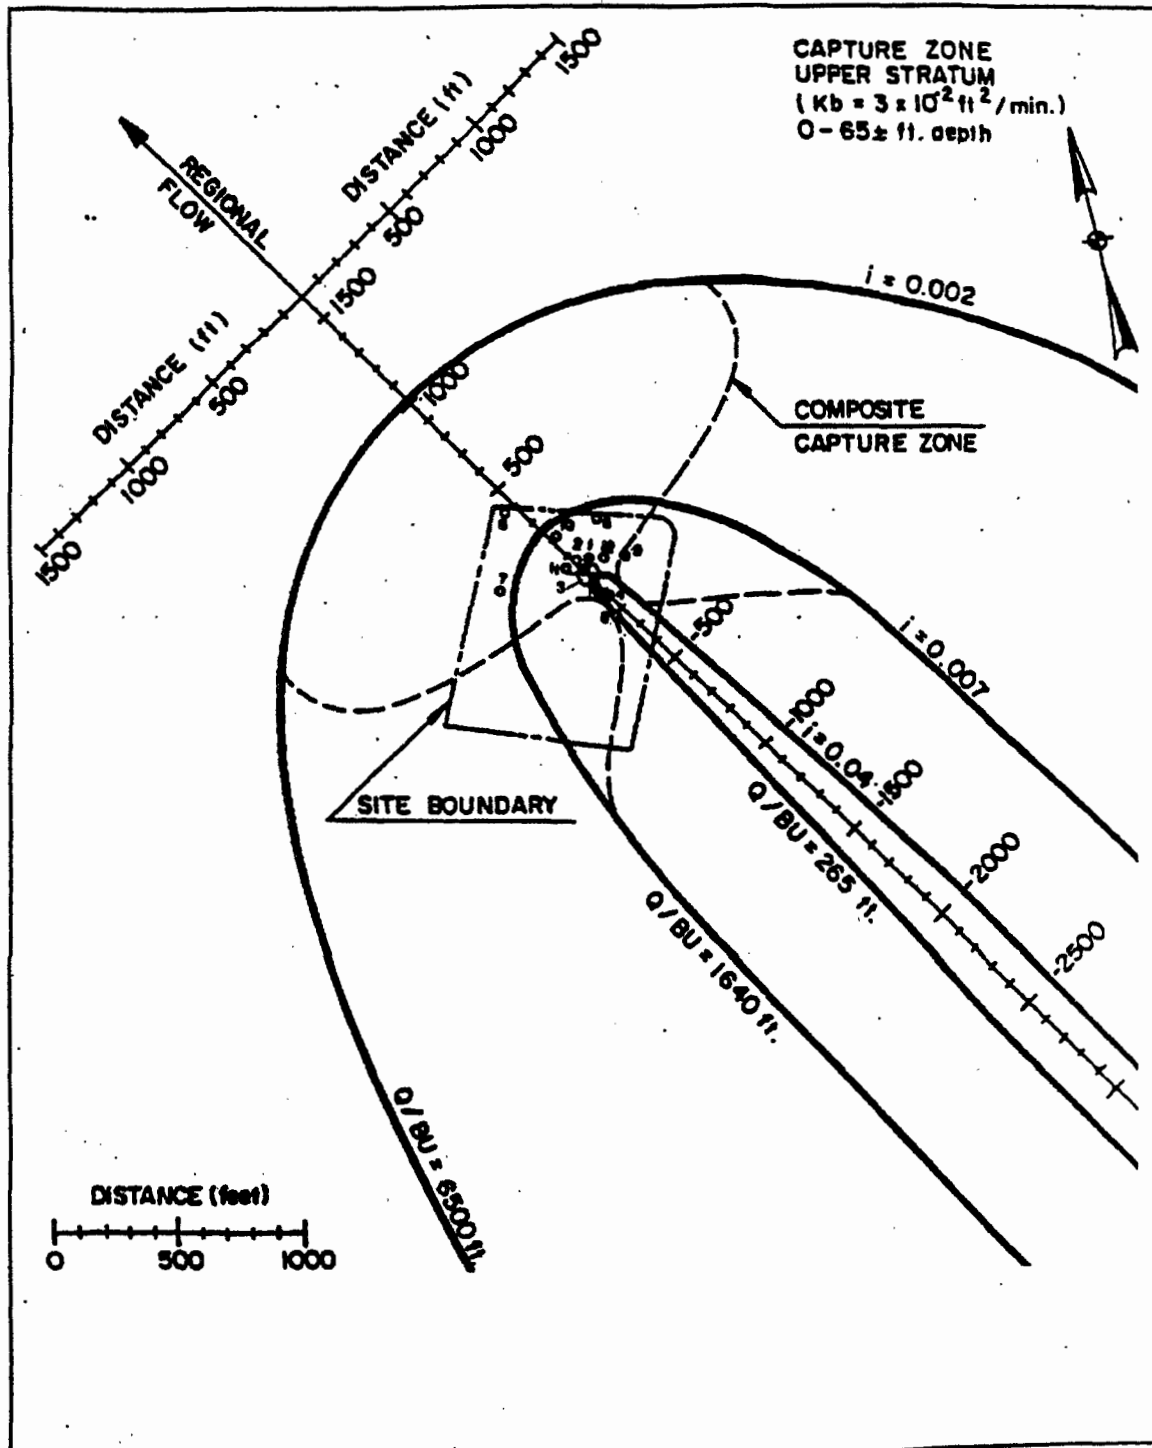 CAPTURE ZONE
UPPER STRATUM
( Kb = 3 x 10⁻² ft²/min.)
0-65± ft. depth
1500
1000
DISTANCE (ft)
500
REGIONAL
FLOW
1500
DISTANCE (ft)
500
1000
1500
1000
500
i = 0.002
COMPOSITE
CAPTURE ZONE
7
3
-500
-1000
i = 0.04
-1500
-2000
-2500
i = 0.007
SITE BOUNDARY
Q/BU = 265 ft.
Q/BU = 1640 ft.
Q/BU = 6500 ft.
DISTANCE (feet)
0 500 1000